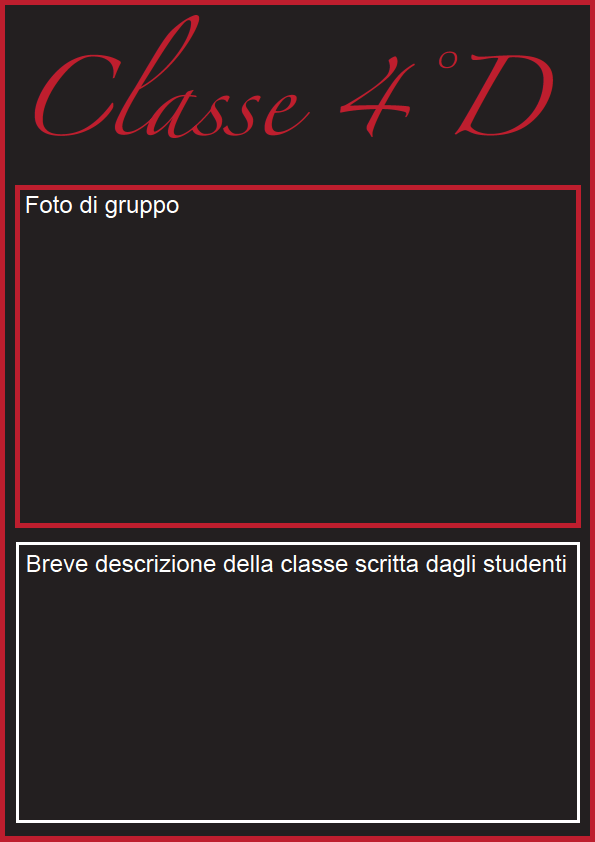 Classe 4°D
Foto di gruppo
Breve descrizione della classe scritta dagli studenti